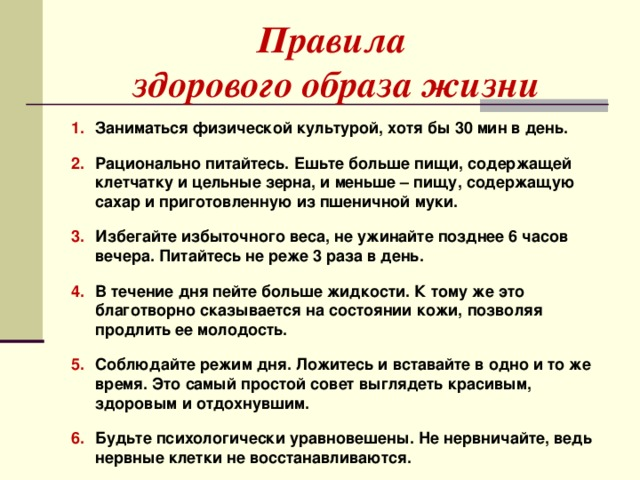 Правила
здорового образа жизни
1. Заниматься физической культурой, хотя бы 30 мин в день.
2. Рационально питайтесь. Ешьте больше пищи, содержащей
клетчатку и цельные зерна, и меньше – пищу, содержащую
сахар и приготовленную из пшеничной муки.
3. Избегайте избыточного веса, не ужинайте позднее 6 часов
вечера. Питайтесь не реже 3 раза в день.
4. В течение дня пейте больше жидкости. К тому же это
благотворно сказывается на состоянии кожи, позволяя
продлить ее молодость.
5. Соблюдайте режим дня. Ложитесь и вставайте в одно и то же
время. Это самый простой совет выглядеть красивым,
здоровым и отдохнувшим.
6. Будьте психологически уравновешены. Не нервничайте, ведь
нервные клетки не восстанавливаются.